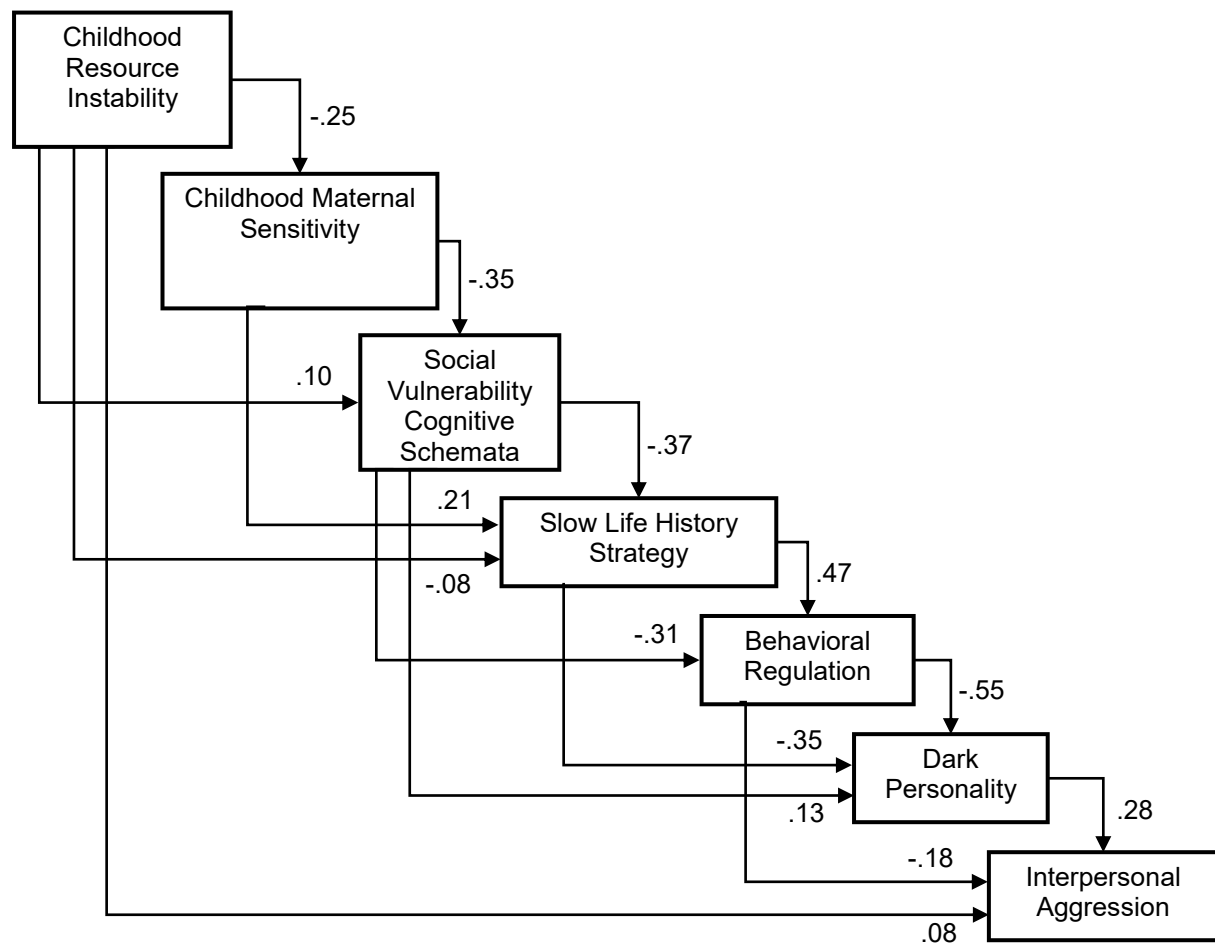 Childhood
Resource
Instability
-.25
Childhood Maternal
Sensitivity
-.35
Social
Vulnerability
Cognitive
Schemata
.10
-.37
.21
Slow Life History
Strategy
-.08
.47
Behavioral
Regulation
-.31
-.55
-.35
Dark
Personality
.13
.28
-.18
Interpersonal
Aggression
.08